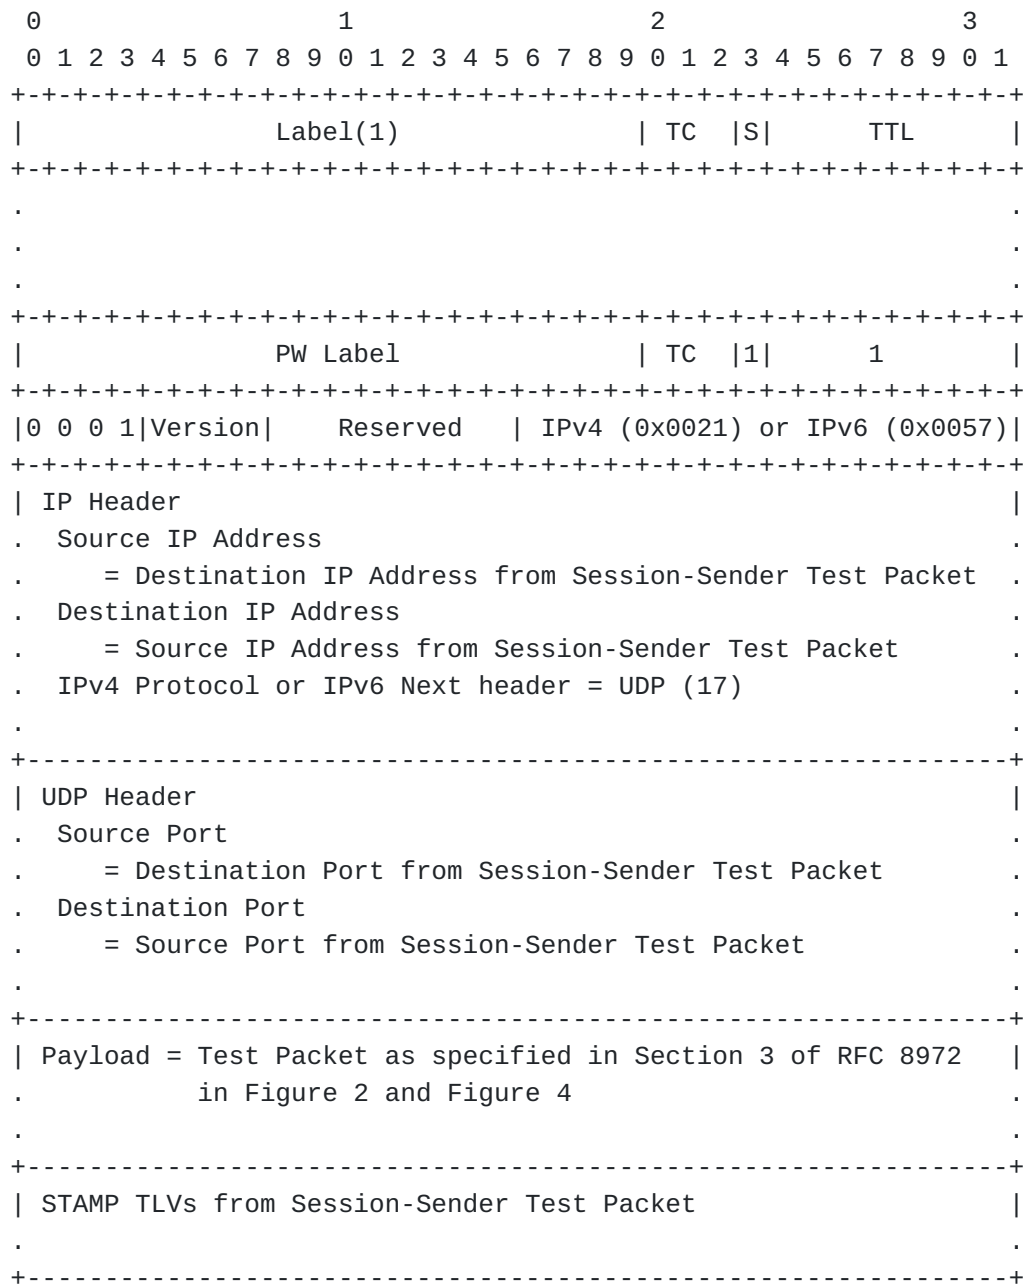 0                   1                   2                   3
 0 1 2 3 4 5 6 7 8 9 0 1 2 3 4 5 6 7 8 9 0 1 2 3 4 5 6 7 8 9 0 1
+-+-+-+-+-+-+-+-+-+-+-+-+-+-+-+-+-+-+-+-+-+-+-+-+-+-+-+-+-+-+-+-+
|                Label(1)               | TC  |S|      TTL      |
+-+-+-+-+-+-+-+-+-+-+-+-+-+-+-+-+-+-+-+-+-+-+-+-+-+-+-+-+-+-+-+-+
.                                                               .
.                                                               .
.                                                               .
+-+-+-+-+-+-+-+-+-+-+-+-+-+-+-+-+-+-+-+-+-+-+-+-+-+-+-+-+-+-+-+-+
|                PW Label               | TC  |1|      1        |
+-+-+-+-+-+-+-+-+-+-+-+-+-+-+-+-+-+-+-+-+-+-+-+-+-+-+-+-+-+-+-+-+
|0 0 0 1|Version|    Reserved   | IPv4 (0x0021) or IPv6 (0x0057)|
+-+-+-+-+-+-+-+-+-+-+-+-+-+-+-+-+-+-+-+-+-+-+-+-+-+-+-+-+-+-+-+-+
| IP Header                                                     |
.  Source IP Address                                            .
.     = Destination IP Address from Session-Sender Test Packet  .
.  Destination IP Address                                       .
.     = Source IP Address from Session-Sender Test Packet       .
.  IPv4 Protocol or IPv6 Next header = UDP (17)                 .
.                                                               .
+---------------------------------------------------------------+
| UDP Header                                                    |
.  Source Port                                                  .
.     = Destination Port from Session-Sender Test Packet        .
.  Destination Port                                             .
.     = Source Port from Session-Sender Test Packet             .
.                                                               .
+---------------------------------------------------------------+
| Payload = Test Packet as specified in Section 3 of RFC 8972   |
.           in Figure 2 and Figure 4                            .
.                                                               .
+---------------------------------------------------------------+
| STAMP TLVs from Session-Sender Test Packet                    |
.                                                               .
+---------------------------------------------------------------+